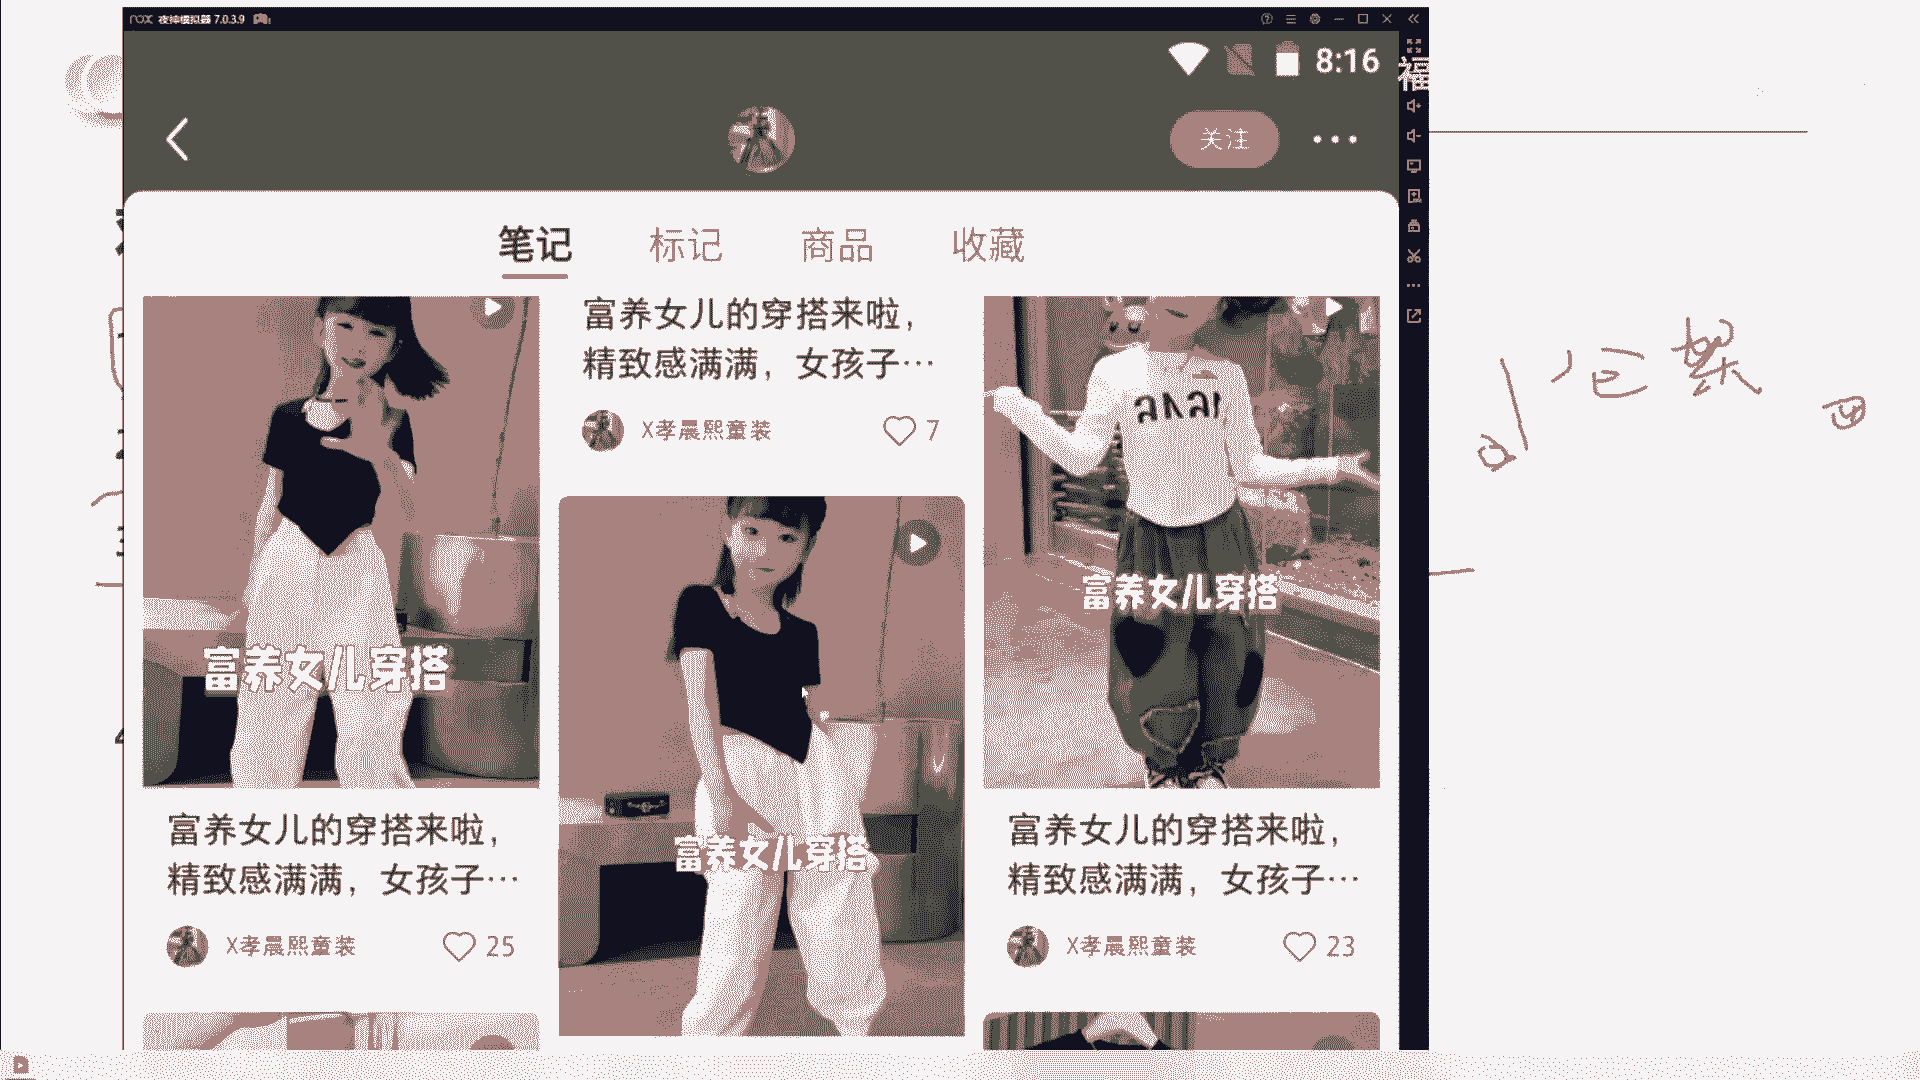 nox 夜神模拟器 7.0.3.9
8:16
福
关注
笔记 标记 商品 收藏
富养女儿穿搭
富养女儿的穿搭来啦，
精致感满满，女孩子…
X孝晨熙童装 25
富养女儿的穿搭来啦，
精致感满满，女孩子…
X孝晨熙童装 7
富养女儿穿搭
富养女儿穿搭
富养女儿的穿搭来啦，
精致感满满，女孩子…
X孝晨熙童装 23